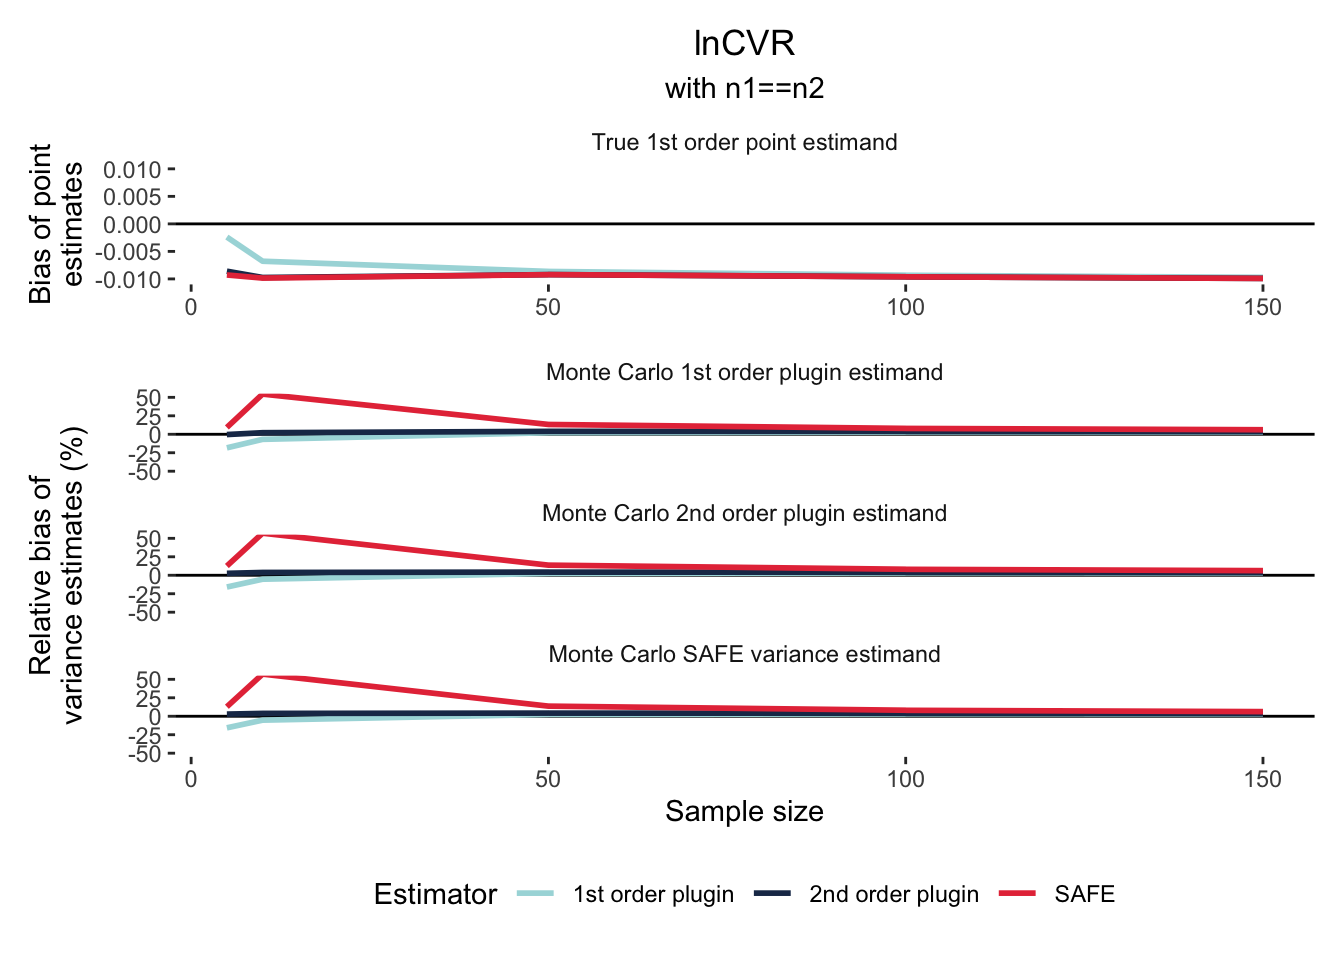 lnCVR
with n1==n2
True 1st order point estimand
Bias of point
estimates
0.010
0.005
0.000
-0.005
-0.010
0 50 100 150
Monte Carlo 1st order plugin estimand
50
25
0
-25
-50
Relative bias of
variance estimates (%)
Monte Carlo 2nd order plugin estimand
50
25
0
-25
-50
Monte Carlo SAFE variance estimand
50
25
0
-25
-50
0 50 100 150
Sample size
Estimator 1st order plugin 2nd order plugin SAFE